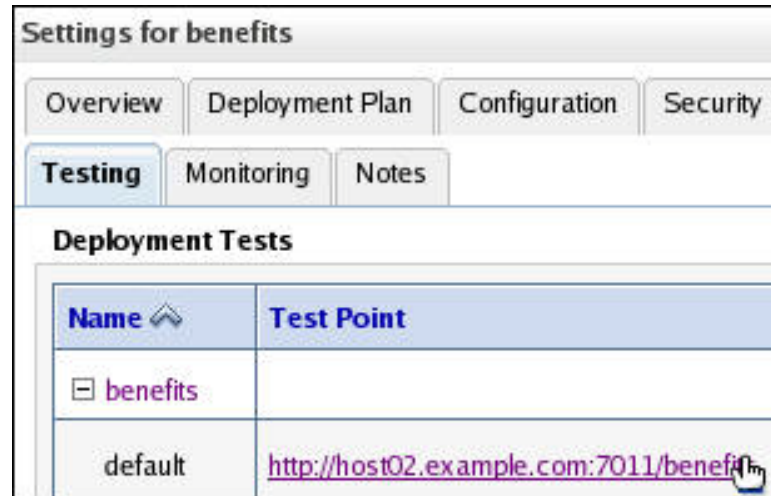 Settings for benefits
Overview Deployment Plan Configuration Security
Testing Monitoring Notes
Deployment Tests
Name Test Point
benefits
default http://host02.example.com:7011/benefits